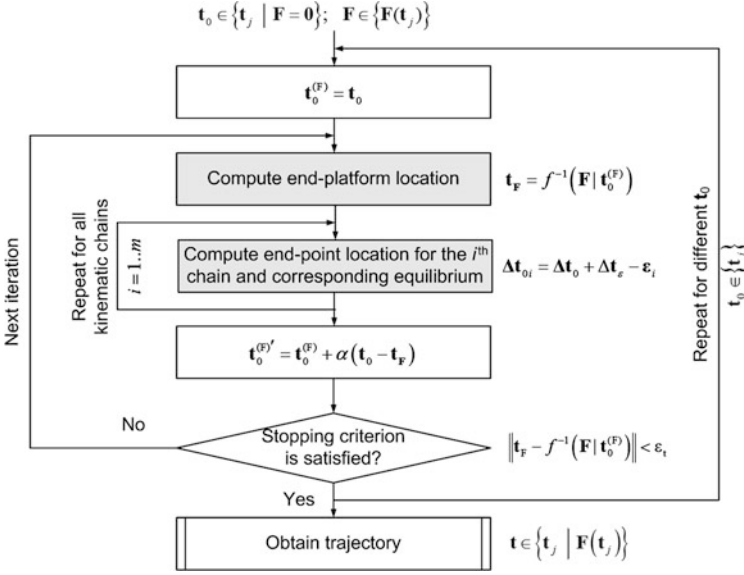 t₀ ∈ {tⱼ | F = 0}; F ∈ {F(tⱼ)}
t₀⁽ꟳ⁾ = t₀
Compute end-platform location
t_F = f⁻¹(F | t₀⁽ꟳ⁾)
Repeat for all
kinematic chains
i = 1..m
Compute end-point location for the iᵗʰ
chain and corresponding equilibrium
Δt₀ᵢ = Δt₀ + Δt_ε − εᵢ
Next iteration
Repeat for different t₀
t₀ ∈ {tⱼ}
t₀⁽ꟳ⁾′ = t₀⁽ꟳ⁾ + α(t₀ − t_F)
No
Stopping criterion
is satisfied?
‖t_F − f⁻¹(F | t₀⁽ꟳ⁾)‖ < ε_t
Yes
Obtain trajectory
t ∈ {tⱼ | F(tⱼ)}